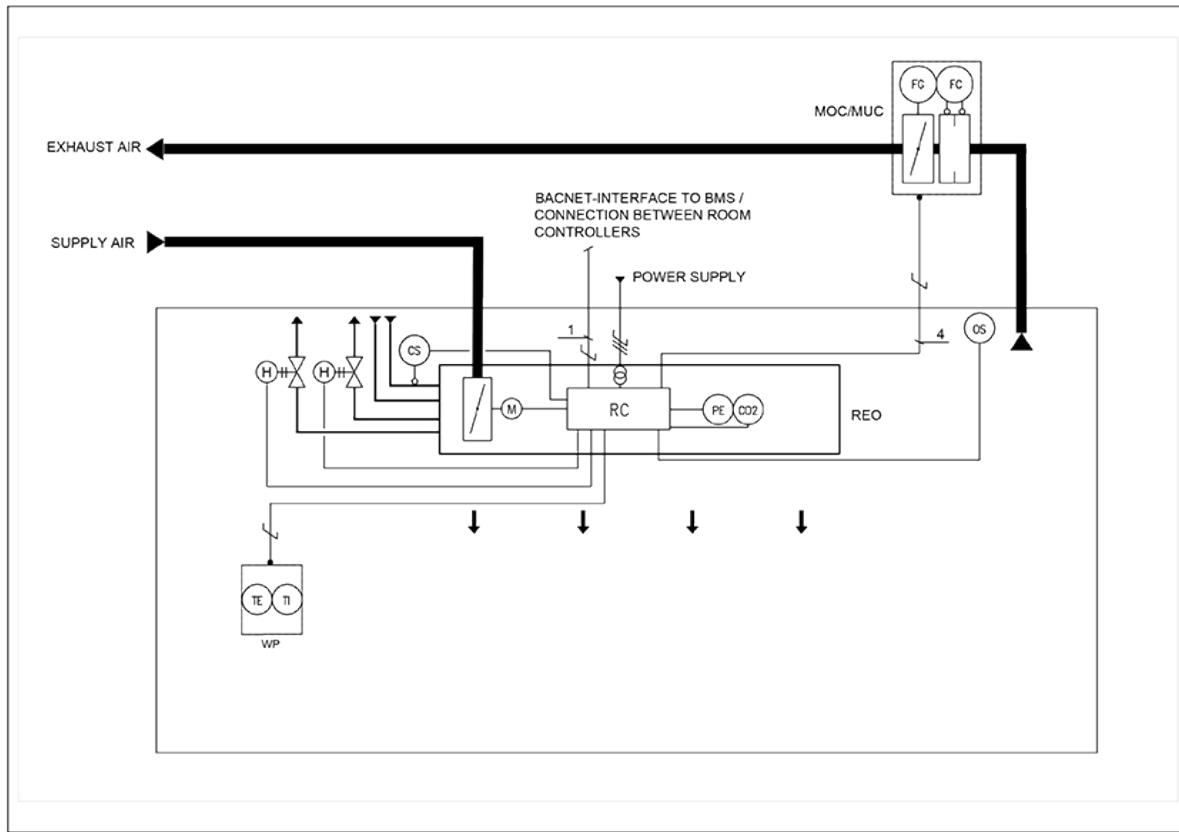 FG FC
MOC/MUC
EXHAUST AIR
BACNET-INTERFACE TO BMS /
CONNECTION BETWEEN ROOM
CONTROLLERS
SUPPLY AIR
POWER SUPPLY
1
4
OS
CS
H
H
M
RC
PE CO2
REO
TE TI
WP